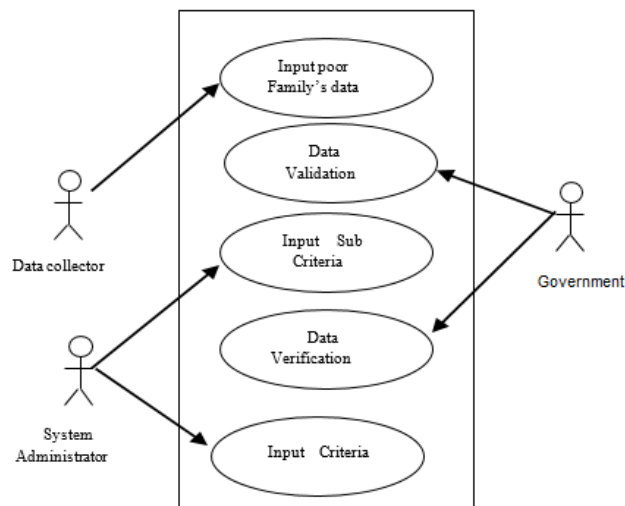 Input poor
Family's data
Data
Validation
Data collector
Input Sub
Criteria
Government
Data
Verification
System
Administrator
Input Criteria